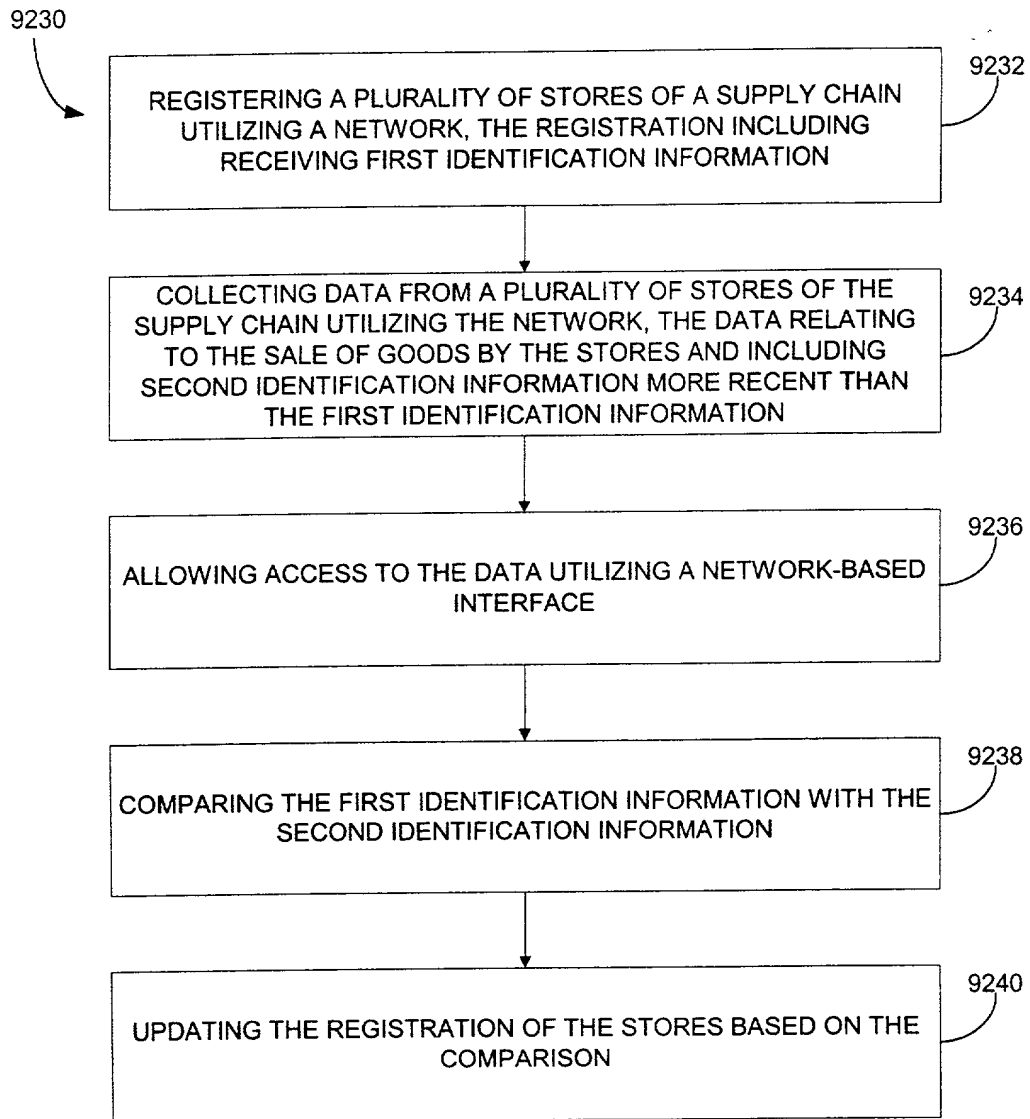 9230
9232
REGISTERING A PLURALITY OF STORES OF A SUPPLY CHAIN
UTILIZING A NETWORK, THE REGISTRATION INCLUDING
RECEIVING FIRST IDENTIFICATION INFORMATION
9234
COLLECTING DATA FROM A PLURALITY OF STORES OF THE
SUPPLY CHAIN UTILIZING THE NETWORK, THE DATA RELATING
TO THE SALE OF GOODS BY THE STORES AND INCLUDING
SECOND IDENTIFICATION INFORMATION MORE RECENT THAN
THE FIRST IDENTIFICATION INFORMATION
9236
ALLOWING ACCESS TO THE DATA UTILIZING A NETWORK-BASED
INTERFACE
9238
COMPARING THE FIRST IDENTIFICATION INFORMATION WITH THE
SECOND IDENTIFICATION INFORMATION
9240
UPDATING THE REGISTRATION OF THE STORES BASED ON THE
COMPARISON